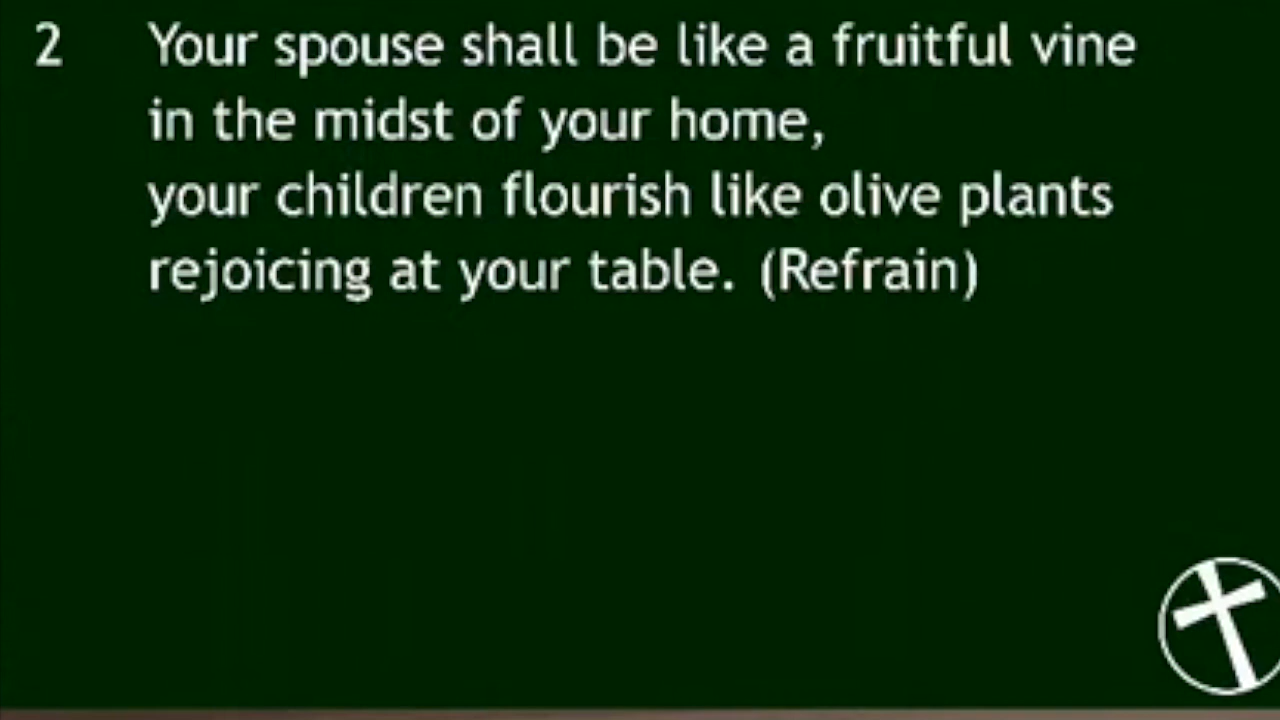 2 Your spouse shall be like a fruitful vine
in the midst of your home,
your children flourish like olive plants
rejoicing at your table. (Refrain)